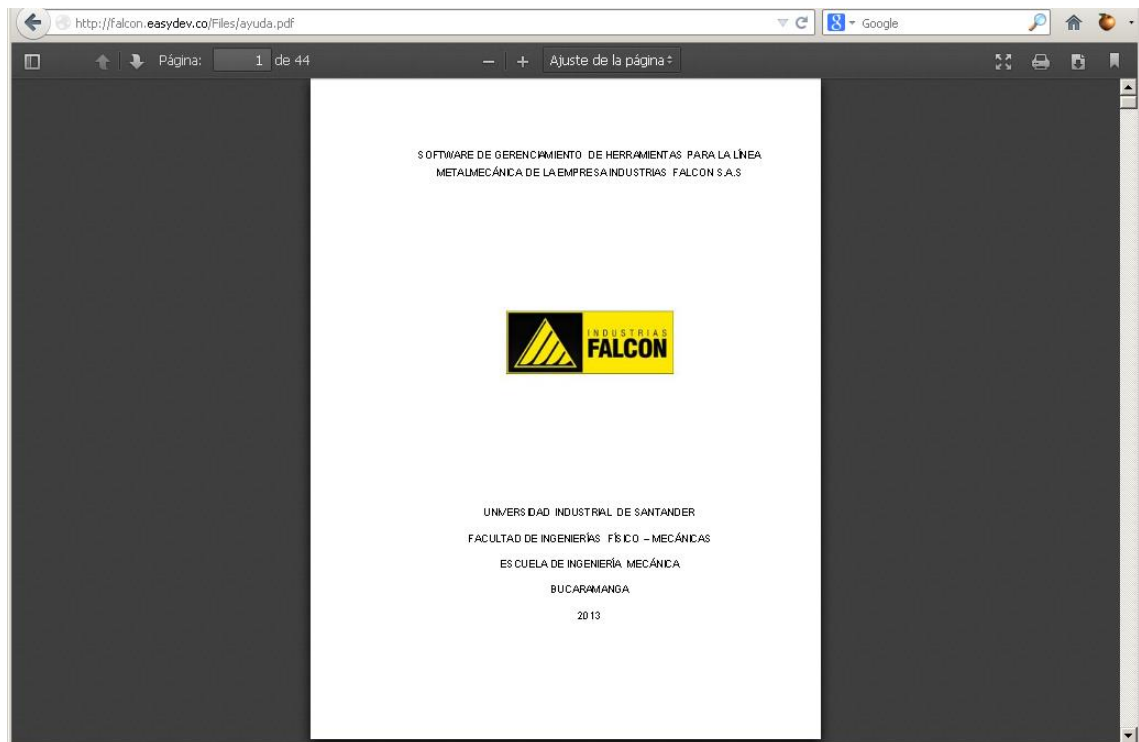 http://falcon.easydev.co/Files/ayuda.pdf
Google
Página: 1 de 44
Ajuste de la página
SOFTWARE DE GERENCIAMIENTO DE HERRAMIENTAS PARA LA LÍNEA
METALMECÁNICA DE LA EMPRESA INDUSTRIAS FALCON S.A.S
INDUSTRIAS
FALCON
UNIVERSIDAD INDUSTRIAL DE SANTANDER
FACULTAD DE INGENIERÍAS FÍSICO – MECÁNICAS
ESCUELA DE INGENIERÍA MECÁNICA
BUCARAMANGA
2013